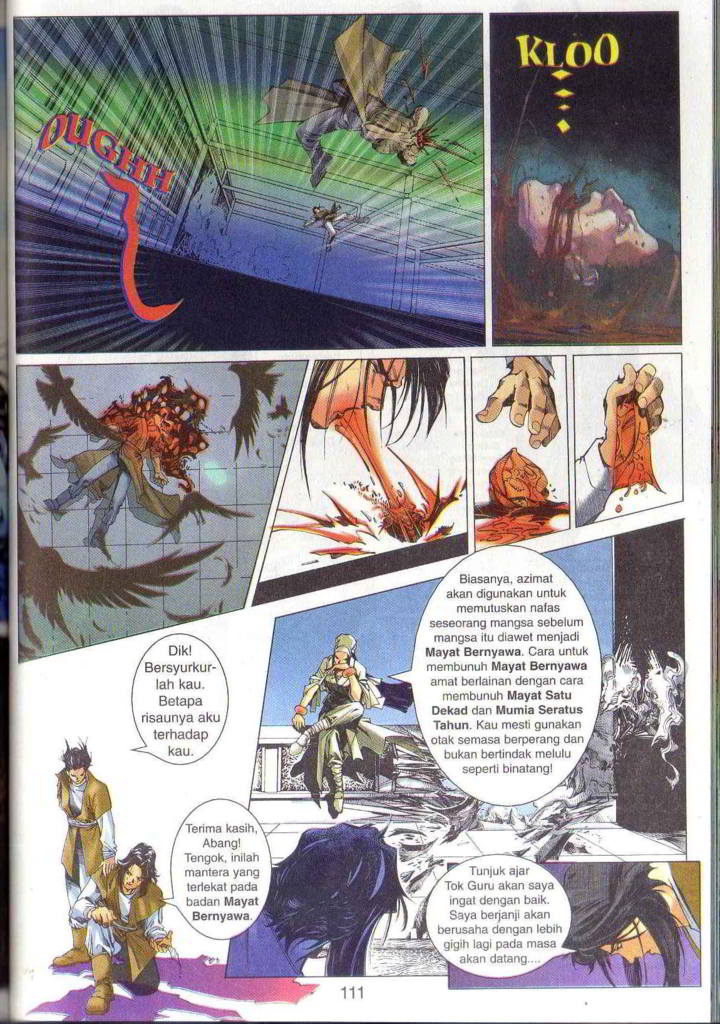 OUGHH
KLOO
Biasanya, azimat
akan digunakan untuk
memutuskan nafas
seseorang mangsa sebelum
mangsa itu diawet menjadi
Mayat Bernyawa. Cara untuk
membunuh Mayat Bernyawa
amat berlainan dengan cara
membunuh Mayat Satu
Dekad dan Mumia Seratus
Tahun. Kau mesti gunakan
otak semasa berperang dan
bukan bertindak melulu
seperti binatang!
Dik!
Bersyurkur-
lah kau.
Betapa
risaunya aku
terhadap
kau.
Terima kasih,
Abang!
Tengok, inilah
mantera yang
terlekat pada
badan Mayat
Bernyawa.
Tunjuk ajar
Tok Guru akan saya
ingat dengan baik.
Saya berjanji akan
berusaha dengan lebih
gigih lagi pada masa
akan datang....
111